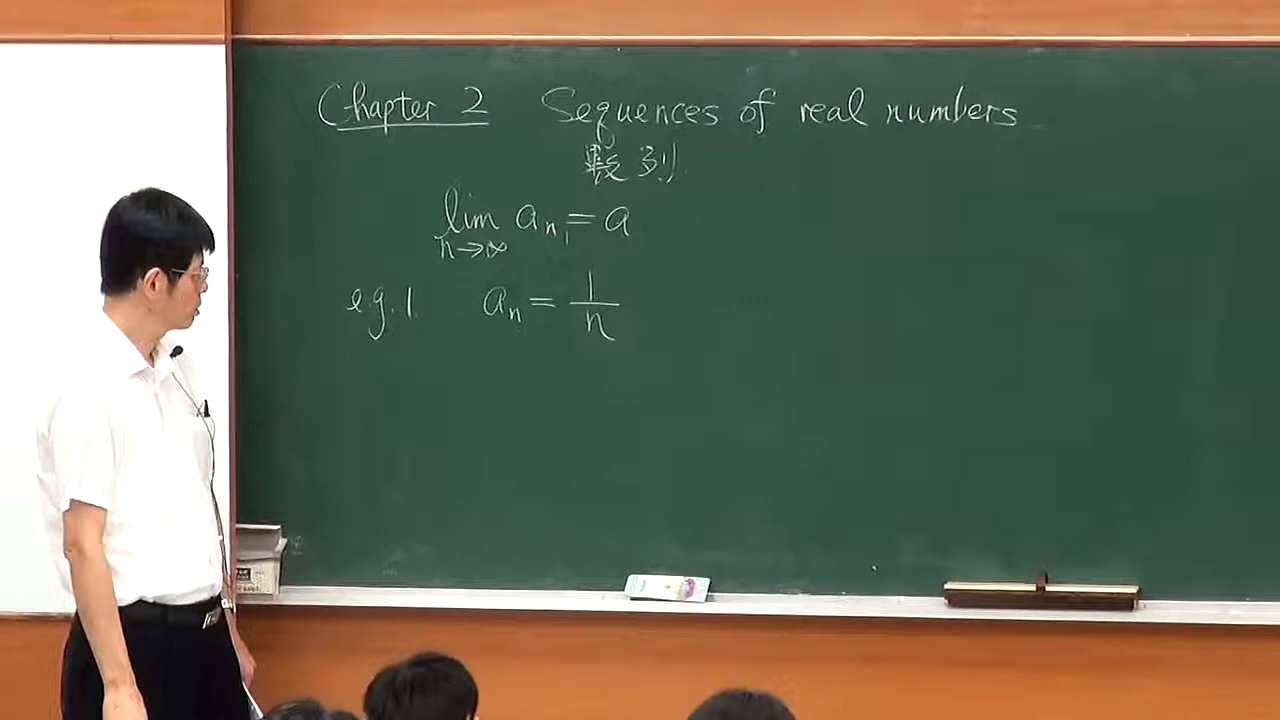 Chapter 2 Sequences of real numbers
數列
lim aₙ = a
n→∞
e.g. 1 aₙ = 1/n